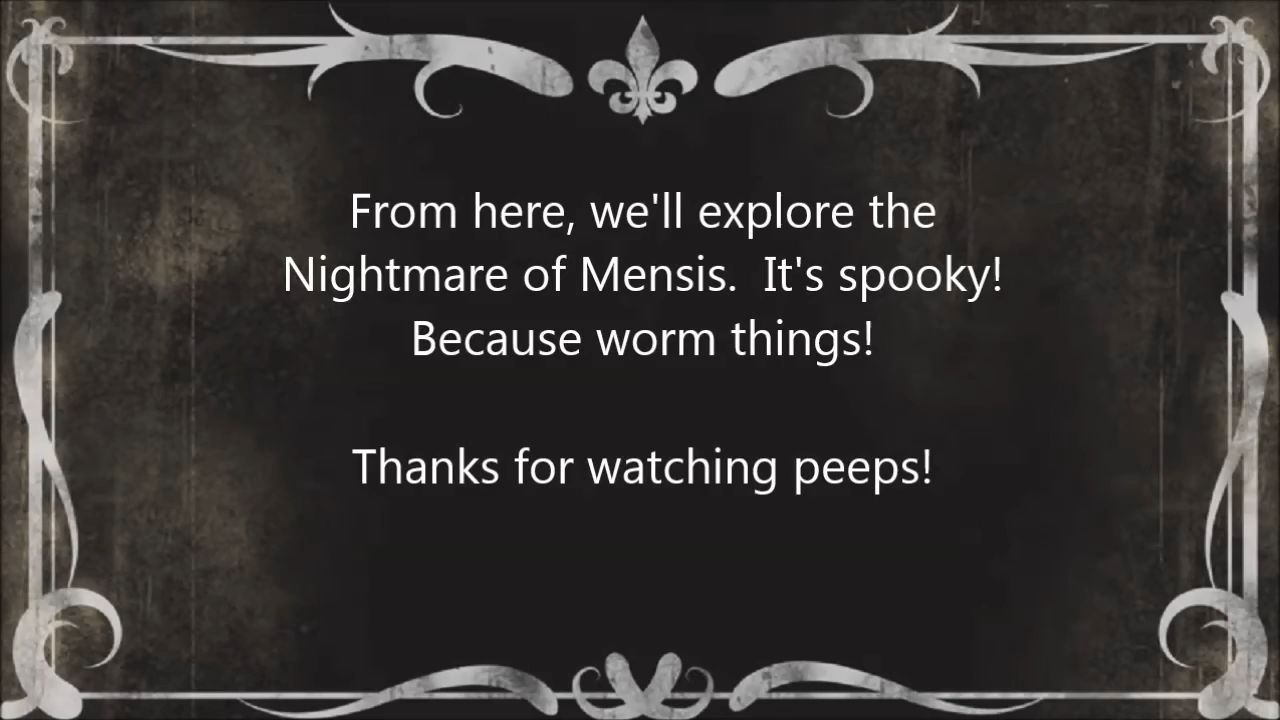 From here, we'll explore the
Nightmare of Mensis.  It's spooky!
Because worm things!
Thanks for watching peeps!